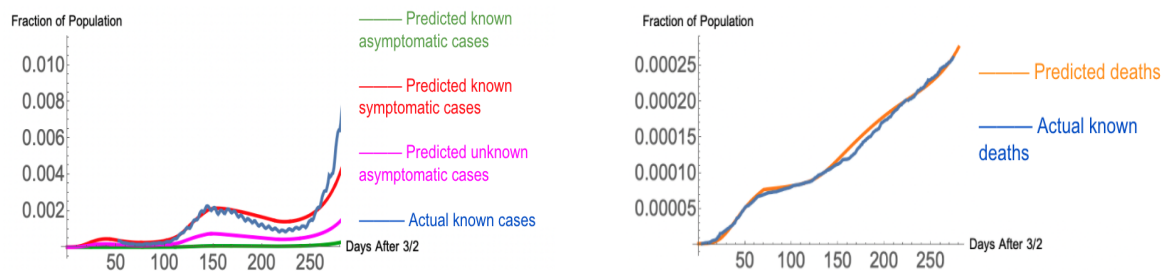 Fraction of Population
0.010
0.008
0.006
0.004
0.002
50 100 150 200 250
Days After 3/2
Predicted known
asymptomatic cases
Predicted known
symptomatic cases
Predicted unknown
asymptomatic cases
Actual known cases
Fraction of Population
0.00025
0.00020
0.00015
0.00010
0.00005
50 100 150 200 250
Days After 3/2
Predicted deaths
Actual known
deaths